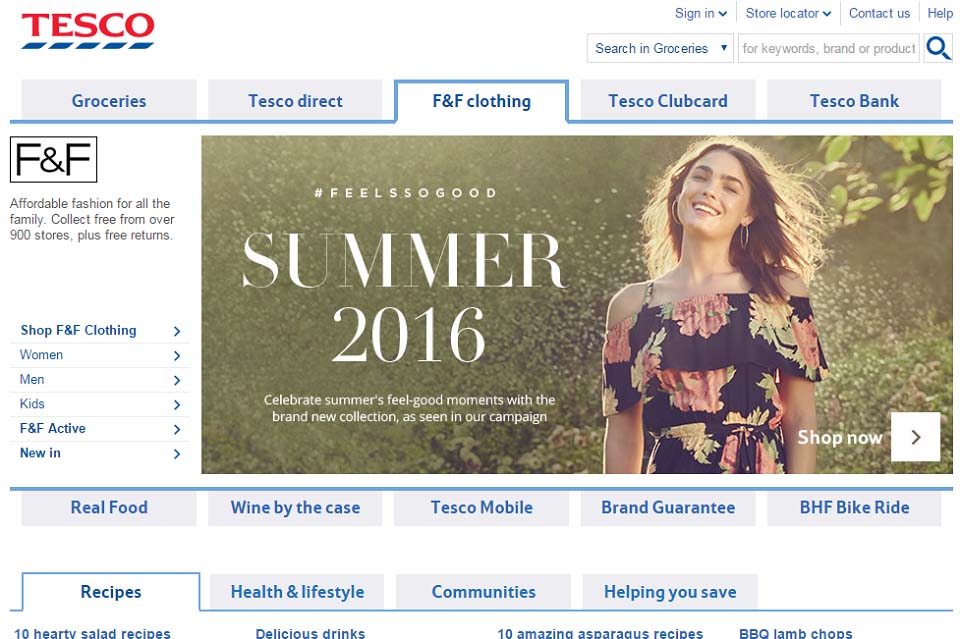 TESCO
Sign in
Store locator
Contact us
Help
Search in Groceries
for keywords, brand or product
Groceries
Tesco direct
F&F clothing
Tesco Clubcard
Tesco Bank
F&F
Affordable fashion for all the
family. Collect free from over
900 stores, plus free returns.
Shop F&F Clothing
Women
Men
Kids
F&F Active
New in
#FEELSSOGOOD
SUMMER
2016
Celebrate summer's feel-good moments with the
brand new collection, as seen in our campaign
Shop now
Real Food
Wine by the case
Tesco Mobile
Brand Guarantee
BHF Bike Ride
Recipes
Health & lifestyle
Communities
Helping you save
10 hearty salad recipes
Delicious drinks
10 amazing asparagus recipes
BBQ lamb chops